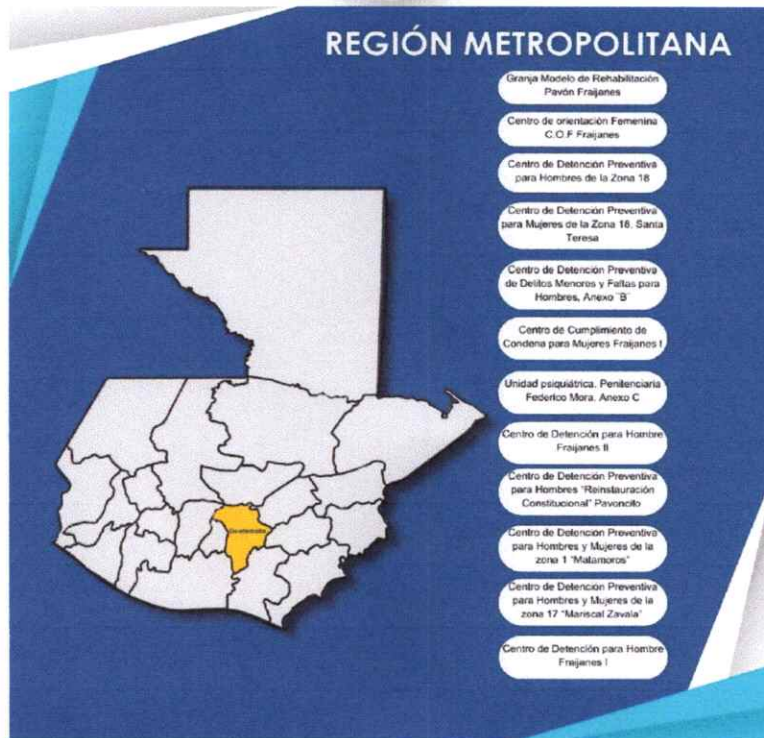 REGIÓN METROPOLITANA
Granja Modelo de Rehabilitación
Pavón Fraijanes
Centro de orientación Femenina
C.O.F Fraijanes
Centro de Detención Preventiva
para Hombres de la Zona 18
Centro de Detención Preventiva
para Mujeres de la Zona 18, Santa
Teresa
Centro de Detención Preventiva
de Delitos Menores y Faltas para
Hombres, Anexo "B"
Centro de Cumplimiento de
Condena para Mujeres Fraijanes I
Unidad psiquiátrica, Penitenciaria
Federico Mora, Anexo C
Centro de Detención para Hombre
Fraijanes II
Centro de Detención Preventiva
para Hombres "Reinstauración
Constitucional" Pavoncito
Centro de Detención Preventiva
para Hombres y Mujeres de la
zona 1 "Matamoros"
Centro de Detención Preventiva
para Hombres y Mujeres de la
zona 17 "Mariscal Zavala"
Centro de Detención para Hombre
Fraijanes I
Guatemala